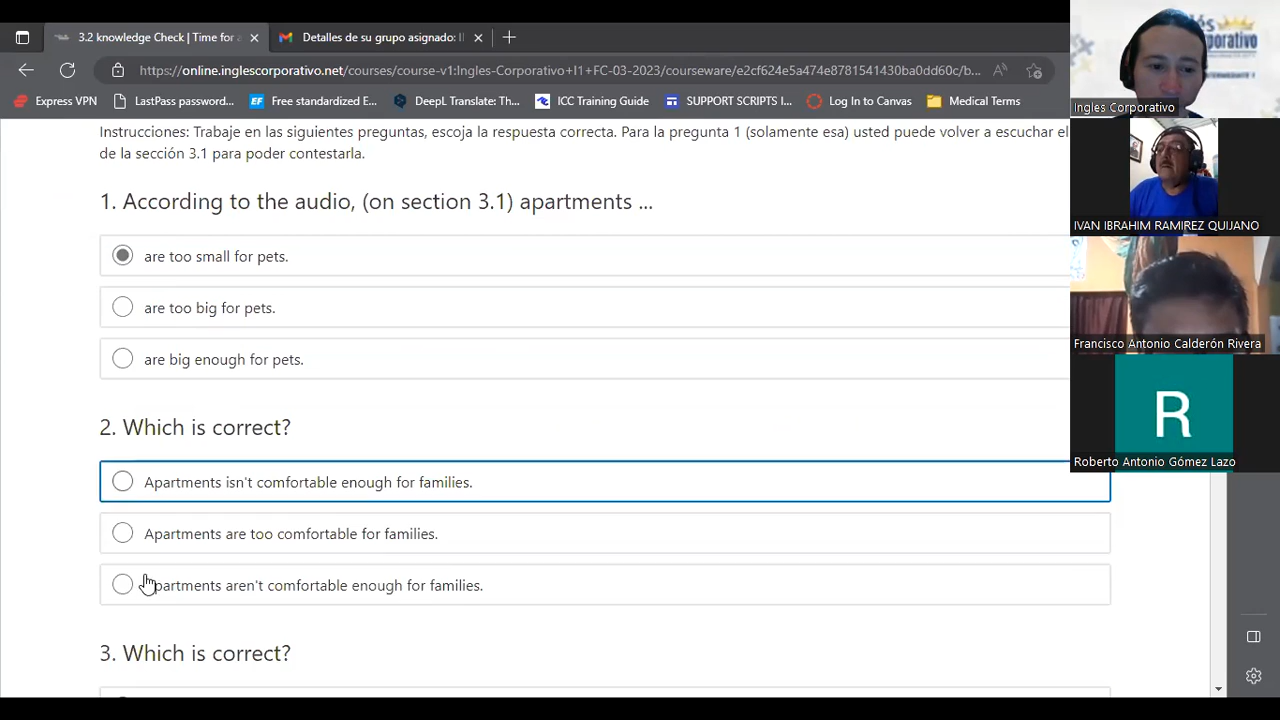 3.2 knowledge Check | Time for a
Detalles de su grupo asignado: I
https://online.inglescorporativo.net/courses/course-v1:Ingles-Corporativo+I1+FC-03-2023/courseware/e2cf624e5a474e8781541430ba0dd60c/b...
Express VPN
LastPass password...
EF Free standardized E...
DeepL Translate: Th...
ICC Training Guide
SUPPORT SCRIPTS I...
Log In to Canvas
Medical Terms
Instrucciones: Trabaje en las siguientes preguntas, escoja la respuesta correcta. Para la pregunta 1 (solamente esa) usted puede volver a escuchar el
de la sección 3.1 para poder contestarla.
1. According to the audio, (on section 3.1) apartments ...
are too small for pets.
are too big for pets.
are big enough for pets.
2. Which is correct?
Apartments isn't comfortable enough for families.
Apartments are too comfortable for families.
partments aren't comfortable enough for families.
3. Which is correct?
Ingles Corporativo
IVAN IBRAHIM RAMIREZ QUIJANO
Francisco Antonio Calderón Rivera
R
Roberto Antonio Gómez Lazo